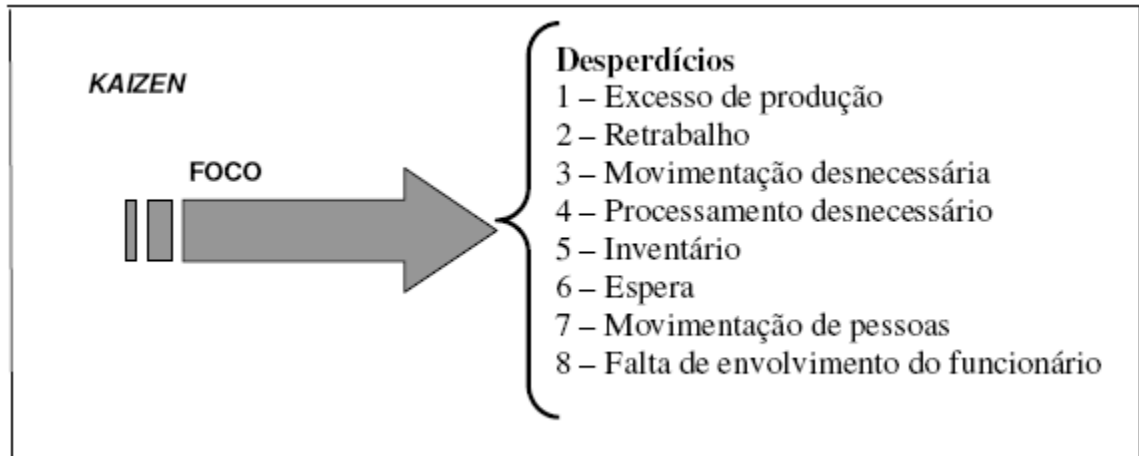 KAIZEN
FOCO
Desperdícios
1 – Excesso de produção
2 – Retrabalho
3 – Movimentação desnecessária
4 – Processamento desnecessário
5 – Inventário
6 – Espera
7 – Movimentação de pessoas
8 – Falta de envolvimento do funcionário